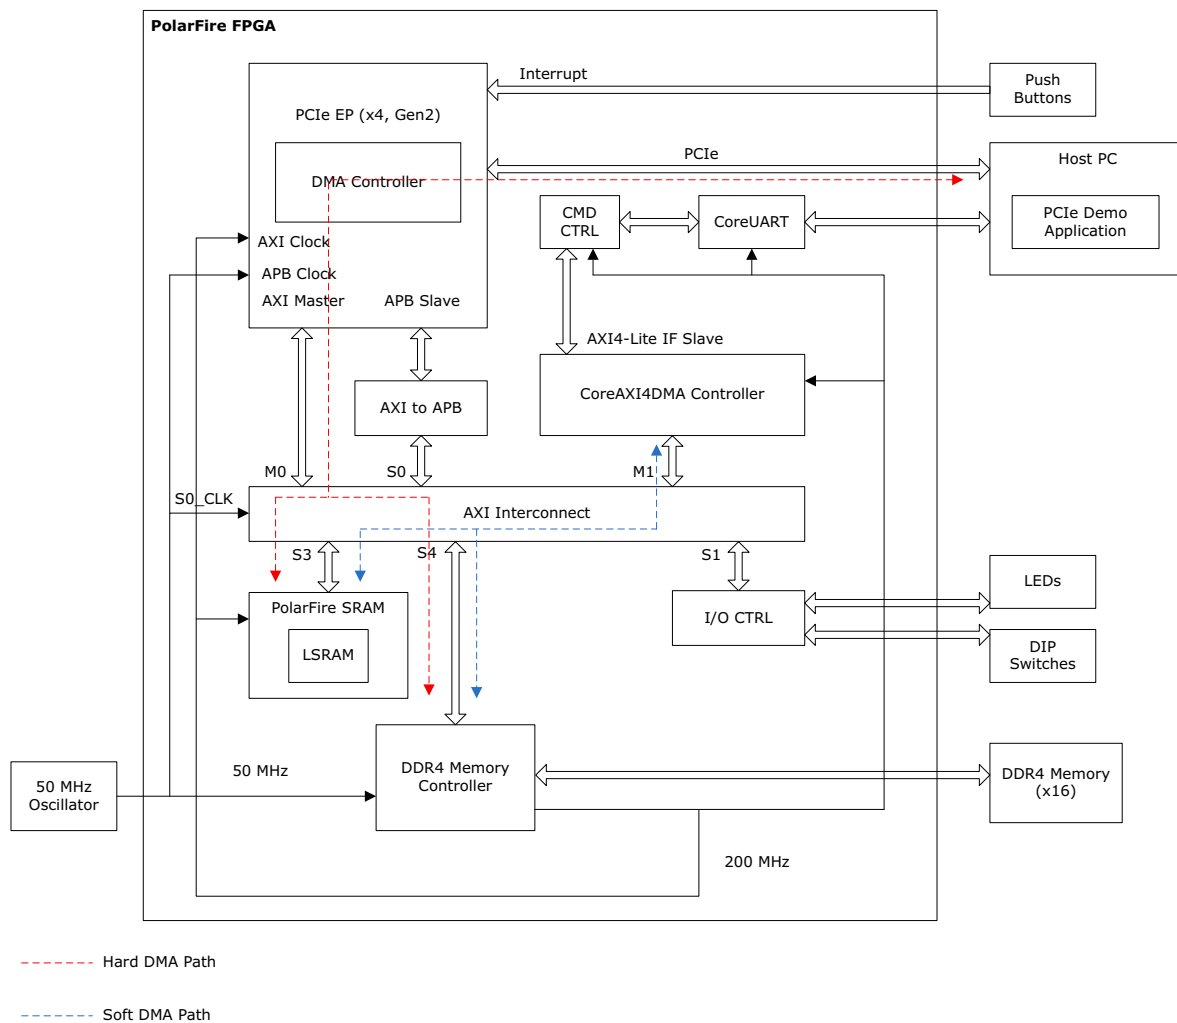 PolarFire FPGA
Interrupt
Push
Buttons
PCIe EP (x4, Gen2)
PCIe
Host PC
DMA Controller
CMD
CTRL
CoreUART
PCIe Demo
Application
AXI Clock
APB Clock
AXI Master
APB Slave
AXI4-Lite IF Slave
CoreAXI4DMA Controller
AXI to APB
M0
S0
M1
S0_CLK
AXI Interconnect
S3
S4
S1
LEDs
PolarFire SRAM
I/O CTRL
LSRAM
DIP
Switches
50 MHz
Oscillator
50 MHz
DDR4 Memory
Controller
DDR4 Memory
(x16)
200 MHz
Hard DMA Path
Soft DMA Path